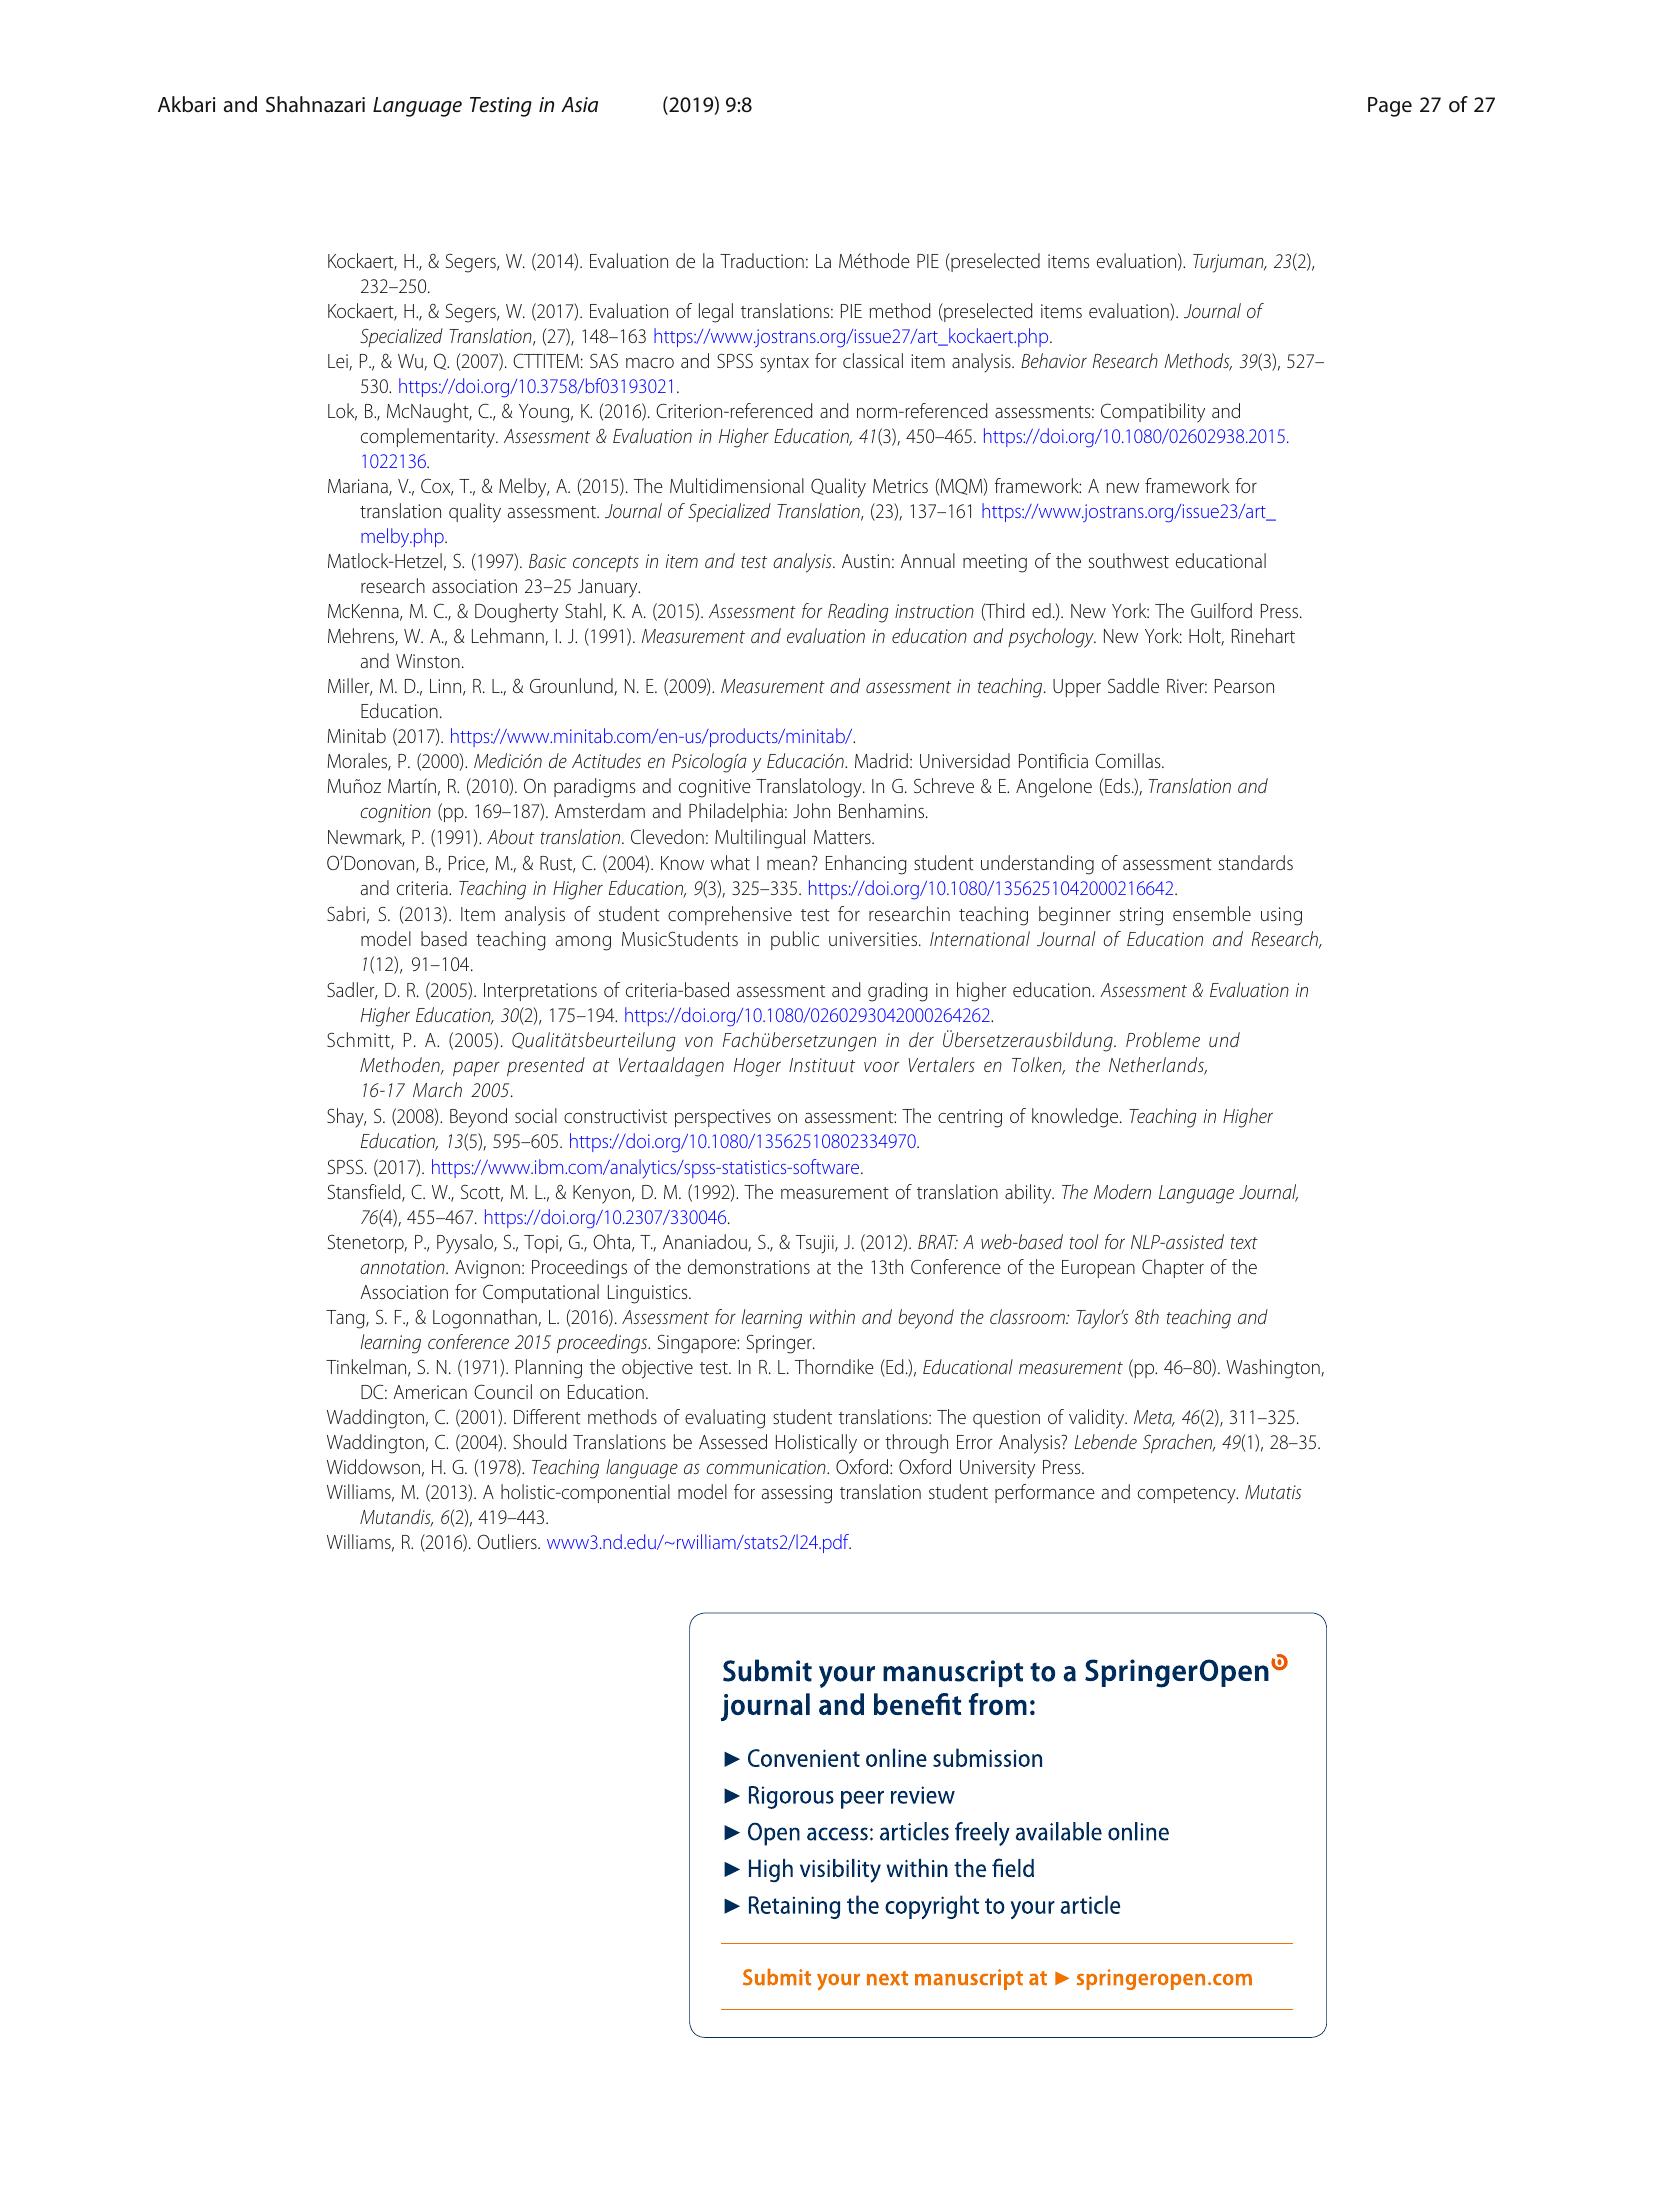 Akbari and Shahnazari Language Testing in Asia (2019) 9:8 Page 27 of 27
Kockaert, H., & Segers, W. (2014). Evaluation de la Traduction: La Méthode PIE (preselected items evaluation). Turjuman, 23(2),
232–250.
Kockaert, H., & Segers, W. (2017). Evaluation of legal translations: PIE method (preselected items evaluation). Journal of
Specialized Translation, (27), 148–163 https://www.jostrans.org/issue27/art_kockaert.php.
Lei, P., & Wu, Q. (2007). CTTITEM: SAS macro and SPSS syntax for classical item analysis. Behavior Research Methods, 39(3), 527–
530. https://doi.org/10.3758/bf03193021.
Lok, B., McNaught, C., & Young, K. (2016). Criterion-referenced and norm-referenced assessments: Compatibility and
complementarity. Assessment & Evaluation in Higher Education, 41(3), 450–465. https://doi.org/10.1080/02602938.2015.
1022136.
Mariana, V., Cox, T., & Melby, A. (2015). The Multidimensional Quality Metrics (MQM) framework: A new framework for
translation quality assessment. Journal of Specialized Translation, (23), 137–161 https://www.jostrans.org/issue23/art_
melby.php.
Matlock-Hetzel, S. (1997). Basic concepts in item and test analysis. Austin: Annual meeting of the southwest educational
research association 23–25 January.
McKenna, M. C., & Dougherty Stahl, K. A. (2015). Assessment for Reading instruction (Third ed.). New York: The Guilford Press.
Mehrens, W. A., & Lehmann, I. J. (1991). Measurement and evaluation in education and psychology. New York: Holt, Rinehart
and Winston.
Miller, M. D., Linn, R. L., & Grounlund, N. E. (2009). Measurement and assessment in teaching. Upper Saddle River: Pearson
Education.
Minitab (2017). https://www.minitab.com/en-us/products/minitab/.
Morales, P. (2000). Medición de Actitudes en Psicología y Educación. Madrid: Universidad Pontificia Comillas.
Muñoz Martín, R. (2010). On paradigms and cognitive Translatology. In G. Schreve & E. Angelone (Eds.), Translation and
cognition (pp. 169–187). Amsterdam and Philadelphia: John Benhamins.
Newmark, P. (1991). About translation. Clevedon: Multilingual Matters.
O’Donovan, B., Price, M., & Rust, C. (2004). Know what I mean? Enhancing student understanding of assessment standards
and criteria. Teaching in Higher Education, 9(3), 325–335. https://doi.org/10.1080/1356251042000216642.
Sabri, S. (2013). Item analysis of student comprehensive test for researchin teaching beginner string ensemble using
model based teaching among MusicStudents in public universities. International Journal of Education and Research,
1(12), 91–104.
Sadler, D. R. (2005). Interpretations of criteria-based assessment and grading in higher education. Assessment & Evaluation in
Higher Education, 30(2), 175–194. https://doi.org/10.1080/0260293042000264262.
Schmitt, P. A. (2005). Qualitätsbeurteilung von Fachübersetzungen in der Übersetzerausbildung. Probleme und
Methoden, paper presented at Vertaaldagen Hoger Instituut voor Vertalers en Tolken, the Netherlands,
16-17 March 2005.
Shay, S. (2008). Beyond social constructivist perspectives on assessment: The centring of knowledge. Teaching in Higher
Education, 13(5), 595–605. https://doi.org/10.1080/13562510802334970.
SPSS. (2017). https://www.ibm.com/analytics/spss-statistics-software.
Stansfield, C. W., Scott, M. L., & Kenyon, D. M. (1992). The measurement of translation ability. The Modern Language Journal,
76(4), 455–467. https://doi.org/10.2307/330046.
Stenetorp, P., Pyysalo, S., Topi, G., Ohta, T., Ananiadou, S., & Tsujii, J. (2012). BRAT: A web-based tool for NLP-assisted text
annotation. Avignon: Proceedings of the demonstrations at the 13th Conference of the European Chapter of the
Association for Computational Linguistics.
Tang, S. F., & Logonnathan, L. (2016). Assessment for learning within and beyond the classroom: Taylor’s 8th teaching and
learning conference 2015 proceedings. Singapore: Springer.
Tinkelman, S. N. (1971). Planning the objective test. In R. L. Thorndike (Ed.), Educational measurement (pp. 46–80). Washington,
DC: American Council on Education.
Waddington, C. (2001). Different methods of evaluating student translations: The question of validity. Meta, 46(2), 311–325.
Waddington, C. (2004). Should Translations be Assessed Holistically or through Error Analysis? Lebende Sprachen, 49(1), 28–35.
Widdowson, H. G. (1978). Teaching language as communication. Oxford: Oxford University Press.
Williams, M. (2013). A holistic-componential model for assessing translation student performance and competency. Mutatis
Mutandis, 6(2), 419–443.
Williams, R. (2016). Outliers. www3.nd.edu/~rwilliam/stats2/l24.pdf.
Submit your manuscript to a SpringerOpen
journal and benefit from:
► Convenient online submission
► Rigorous peer review
► Open access: articles freely available online
► High visibility within the field
► Retaining the copyright to your article
Submit your next manuscript at ► springeropen.com